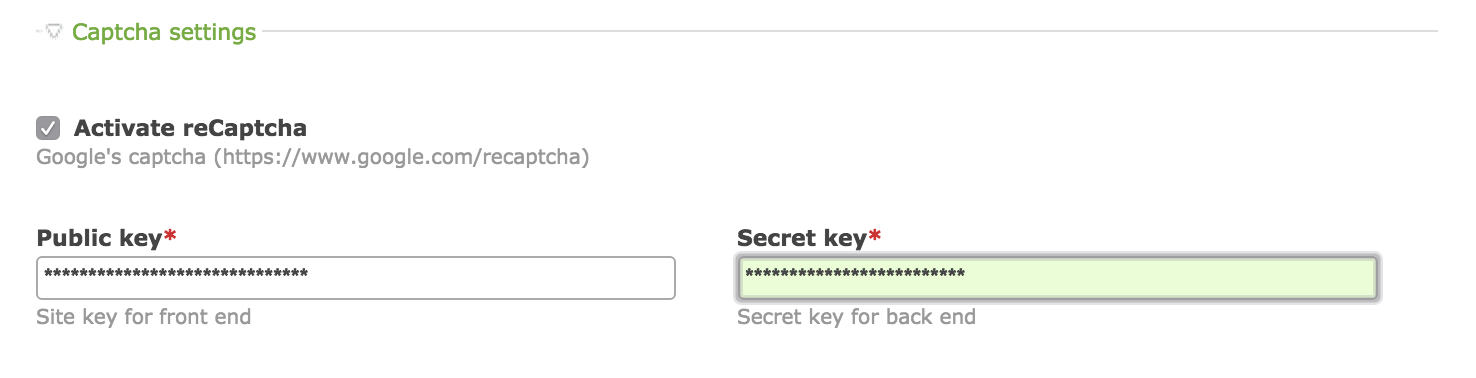 Captcha settings
Activate reCaptcha
Google's captcha (https://www.google.com/recaptcha)
Public key* Secret key*
****************************** *************************
Site key for front end Secret key for back end